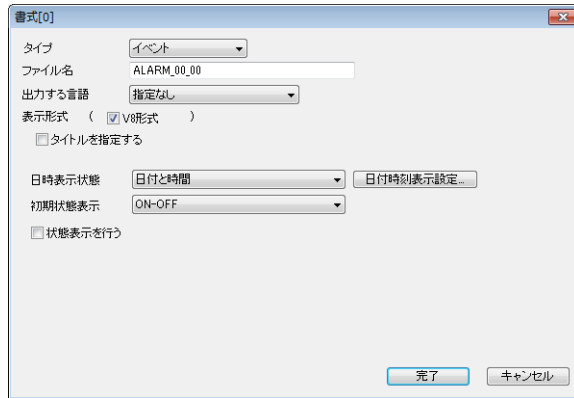 書式[0]
タイプ イベント
ファイル名 ALARM_00_00
出力する言語 指定なし
表示形式 ( V8形式 )
タイトルを指定する
日時表示状態 日付と時間 日付時刻表示設定...
初期状態表示 ON-OFF
状態表示を行う
完了 キャンセル